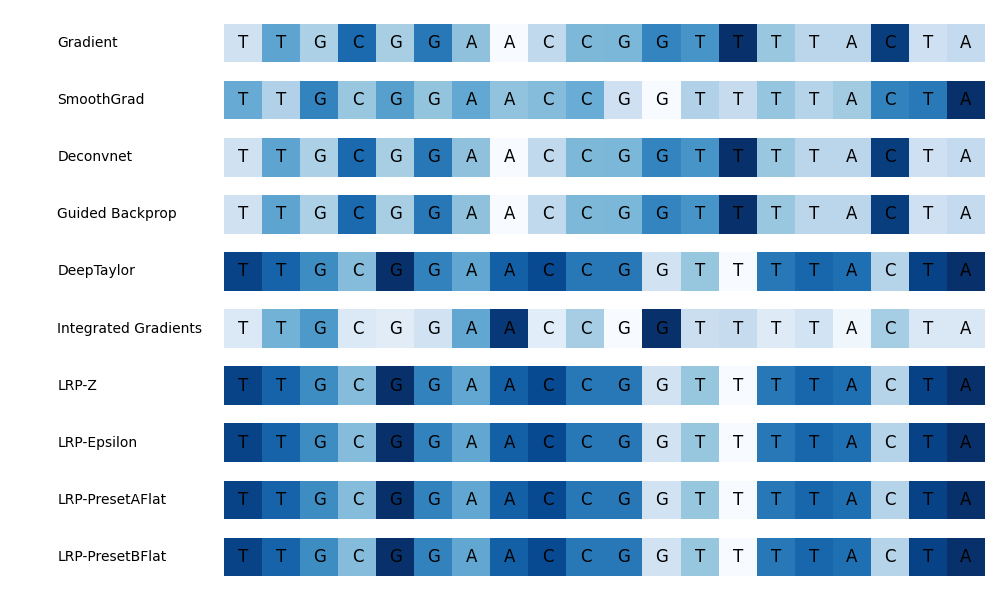 Gradient T T G C G G A A C C G G T T T T A C T A
SmoothGrad T T G C G G A A C C G G T T T T A C T A
Deconvnet T T G C G G A A C C G G T T T T A C T A
Guided Backprop T T G C G G A A C C G G T T T T A C T A
DeepTaylor T T G C G G A A C C G G T T T T A C T A
Integrated Gradients T T G C G G A A C C G G T T T T A C T A
LRP-Z T T G C G G A A C C G G T T T T A C T A
LRP-Epsilon T T G C G G A A C C G G T T T T A C T A
LRP-PresetAFlat T T G C G G A A C C G G T T T T A C T A
LRP-PresetBFlat T T G C G G A A C C G G T T T T A C T A